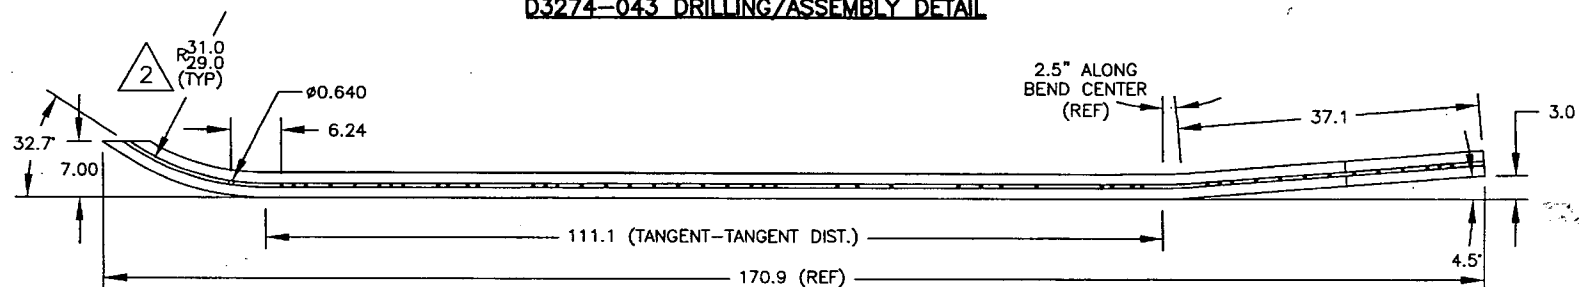 D3274-043 DRILLING/ASSEMBLY DETAIL
2
R31.0
29.0
(TYP)
Ø0.640
6.24
32.7°
7.00
2.5" ALONG
BEND CENTER
(REF)
37.1
3.0
111.1 (TANGENT-TANGENT DIST.)
4.5°
170.9 (REF)